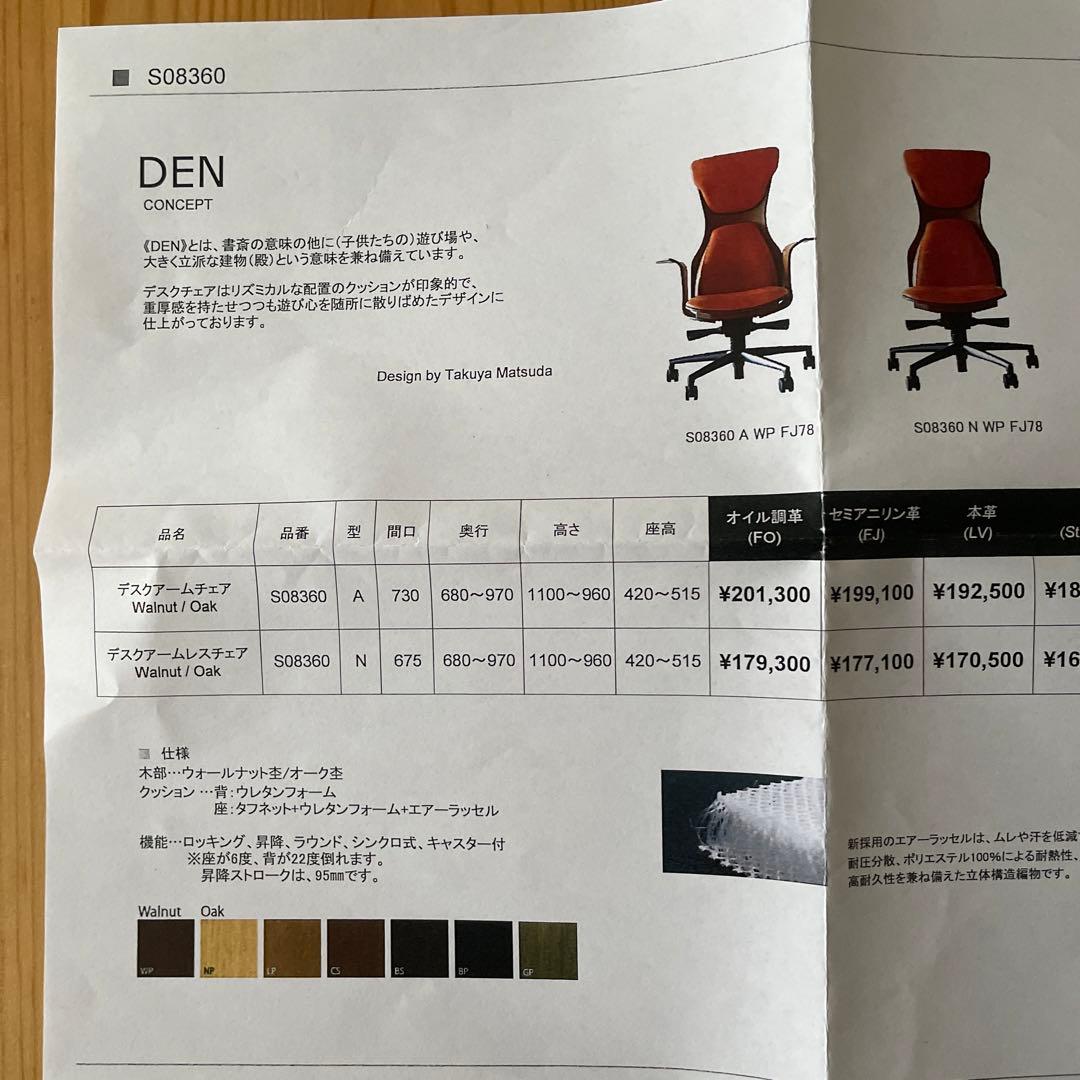 S08360
DEN
CONCEPT
《DEN》とは、書斎の意味の他に(子供たちの)遊び場や、
大きく立派な建物(殿)という意味を兼ね備えています。
デスクチェアはリズミカルな配置のクッションが印象的で、
重厚感を持たせつつも遊び心を随所に散りばめたデザインに
仕上がっております。
Design by Takuya Matsuda
S08360 A WP FJ78
S08360 N WP FJ78
品名 品番 型 間口 奥行 高さ 座高 オイル調革 (FO) セミアニリン革 (FJ) 本革 (LV) (St
デスクアームチェア
Walnut / Oak
S08360 A 730 680～970 1100～960 420～515 ¥201,300 ¥199,100 ¥192,500 ¥18
デスクアームレスチェア
Walnut / Oak
S08360 N 675 680～970 1100～960 420～515 ¥179,300 ¥177,100 ¥170,500 ¥16
仕様
木部…ウォールナット杢/オーク杢
クッション…背:ウレタンフォーム
座:タフネット+ウレタンフォーム+エアーラッセル
機能…ロッキング、昇降、ラウンド、シンクロ式、キャスター付
※座が6度、背が22度倒れます。
昇降ストロークは、95㎜です。
新採用のエアーラッセルは、ムレや汗を低減
耐圧分散、ポリエステル100%による耐熱性、
高耐久性を兼ね備えた立体構造編物です。
Walnut Oak
WP NP LP CS BS BP GP